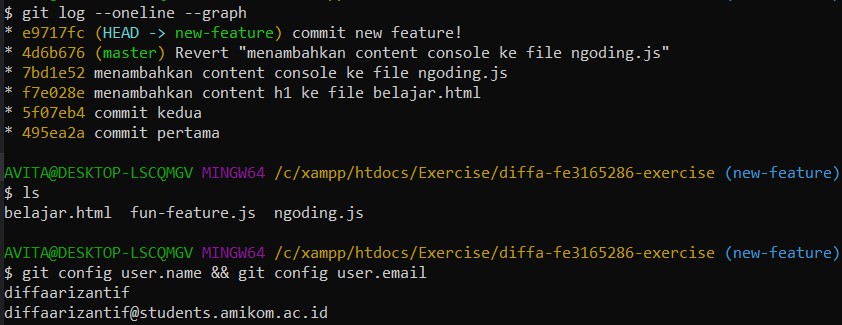 $ git log --oneline --graph
* e9717fc (HEAD -> new-feature) commit new feature!
* 4d6b676 (master) Revert "menambahkan content console ke file ngoding.js"
* 7bd1e52 menambahkan content console ke file ngoding.js
* f7e028e menambahkan content h1 ke file belajar.html
* 5f07eb4 commit kedua
* 495ea2a commit pertama
AVITA@DESKTOP-LSCQMGV MINGW64 /c/xampp/htdocs/Exercise/diffa-fe3165286-exercise (new-feature)
$ ls
belajar.html  fun-feature.js  ngoding.js
AVITA@DESKTOP-LSCQMGV MINGW64 /c/xampp/htdocs/Exercise/diffa-fe3165286-exercise (new-feature)
$ git config user.name && git config user.email
diffaarizantif
diffaarizantif@students.amikom.ac.id